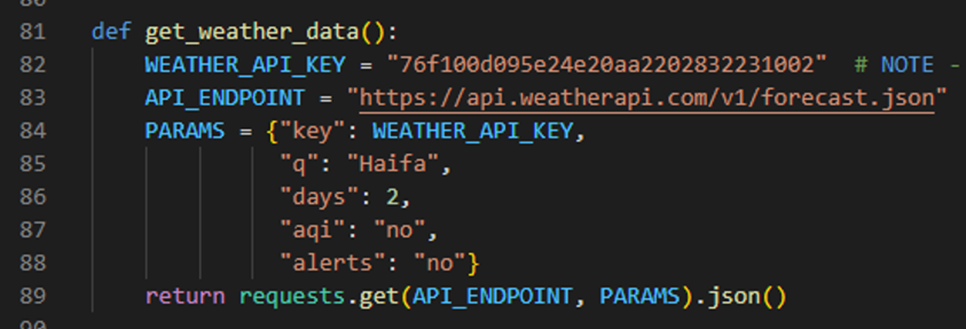 81 def get_weather_data():
82 WEATHER_API_KEY = "76f100d095e24e20aa2202832231002" # NOTE -
83 API_ENDPOINT = "https://api.weatherapi.com/v1/forecast.json"
84 PARAMS = {"key": WEATHER_API_KEY,
85 "q": "Haifa",
86 "days": 2,
87 "aqi": "no",
88 "alerts": "no"}
89 return requests.get(API_ENDPOINT, PARAMS).json()